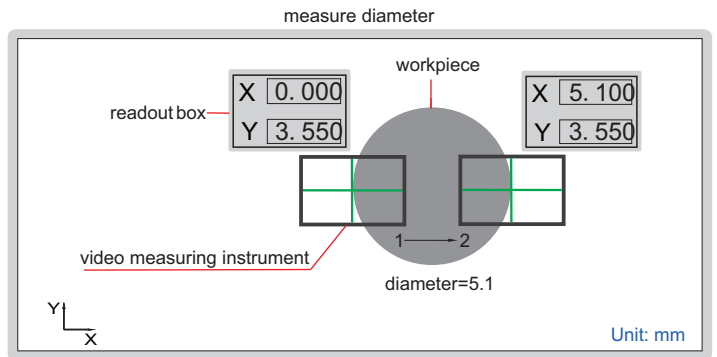 measure diameter
workpiece
X 0.000
Y 3.550
X 5.100
Y 3.550
readout box
1 2
video measuring instrument
diameter=5.1
Y
X
Unit: mm